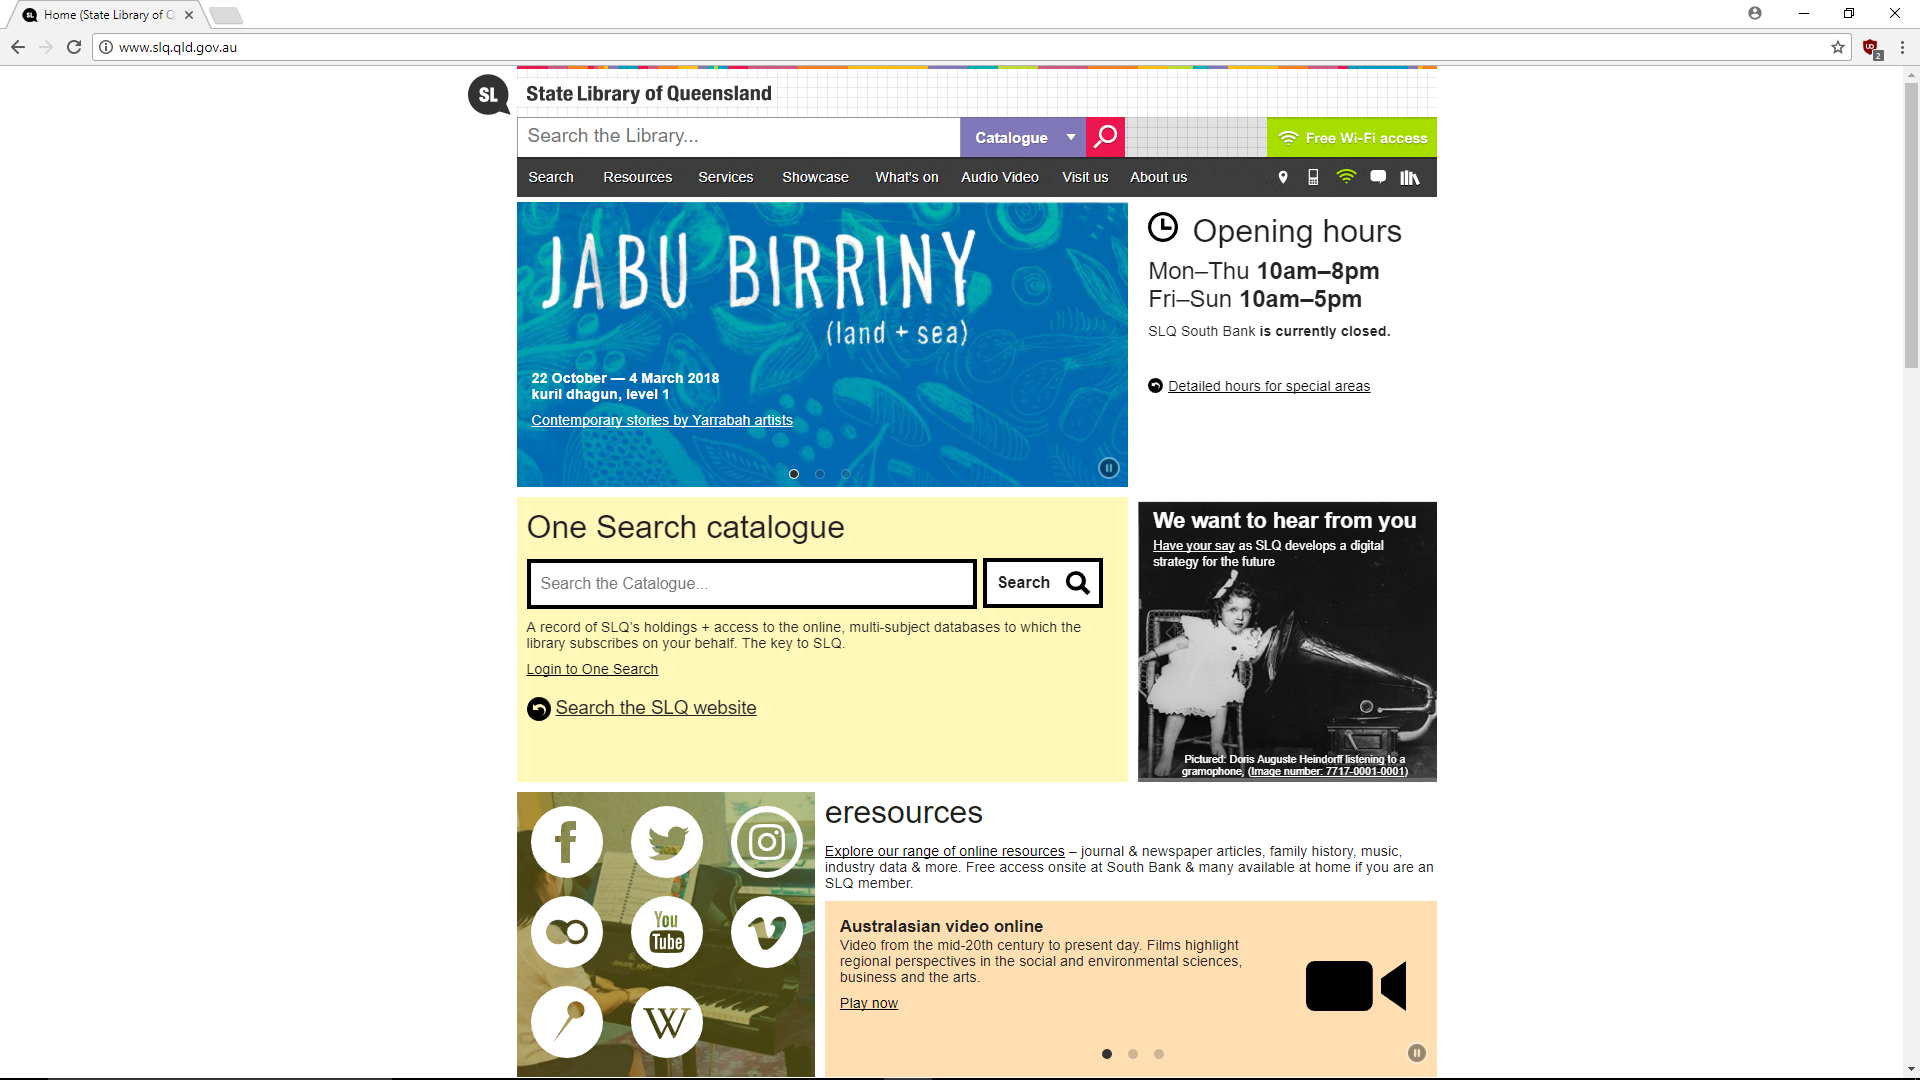 Home (State Library of Q
www.slq.qld.gov.au
2
SL
State Library of Queensland
Search the Library...
Catalogue
Free Wi-Fi access
Search Resources Services Showcase What's on Audio Video Visit us About us
JABU BIRRINY
(land + sea)
22 October — 4 March 2018
kuril dhagun, level 1
Contemporary stories by Yarrabah artists
Opening hours
Mon–Thu 10am–8pm
Fri–Sun 10am–5pm
SLQ South Bank is currently closed.
Detailed hours for special areas
One Search catalogue
Search the Catalogue...
Search
A record of SLQ's holdings + access to the online, multi-subject databases to which the
library subscribes on your behalf. The key to SLQ.
Login to One Search
Search the SLQ website
We want to hear from you
Have your say as SLQ develops a digital
strategy for the future
Pictured: Doris Auguste Heindorff listening to a
gramophone, (Image number: 7717-0001-0001)
f
You
Tube
W
eresources
Explore our range of online resources – journal & newspaper articles, family history, music,
industry data & more. Free access onsite at South Bank & many available at home if you are an
SLQ member.
Australasian video online
Video from the mid-20th century to present day. Films highlight
regional perspectives in the social and environmental sciences,
business and the arts.
Play now